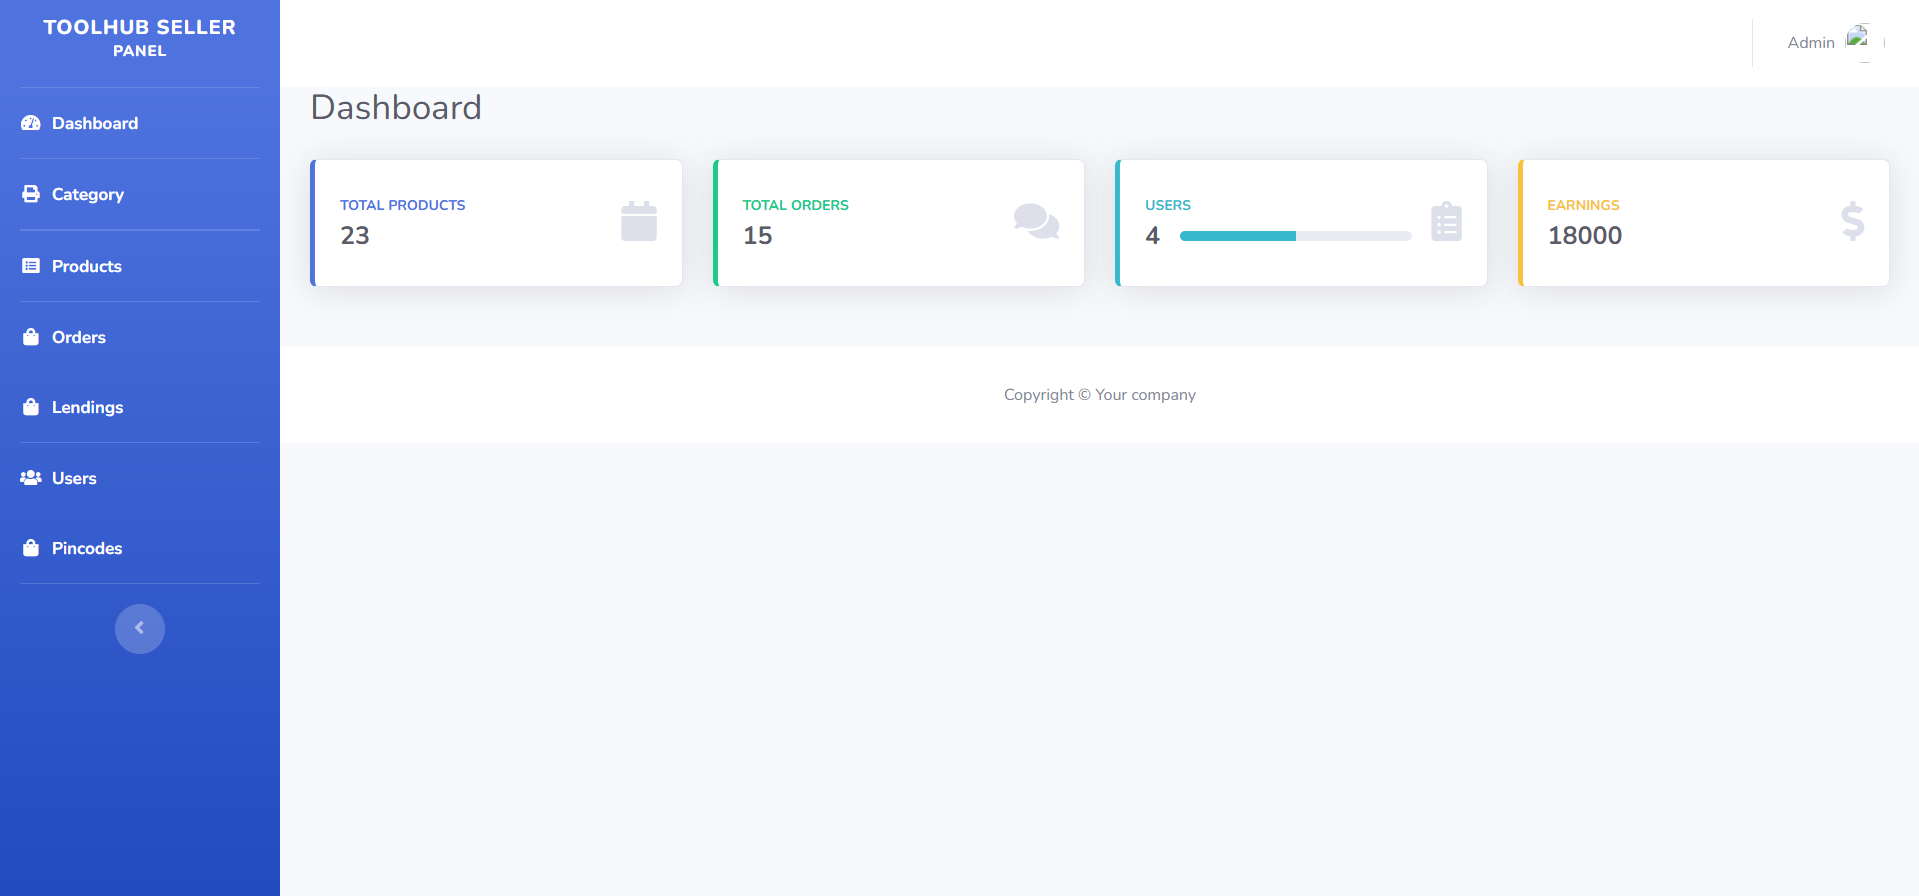 TOOLHUB SELLER
PANEL
Dashboard
Category
Products
Orders
Lendings
Users
Pincodes
Admin
Dashboard
TOTAL PRODUCTS
23
TOTAL ORDERS
15
USERS
4
EARNINGS
18000
Copyright © Your company